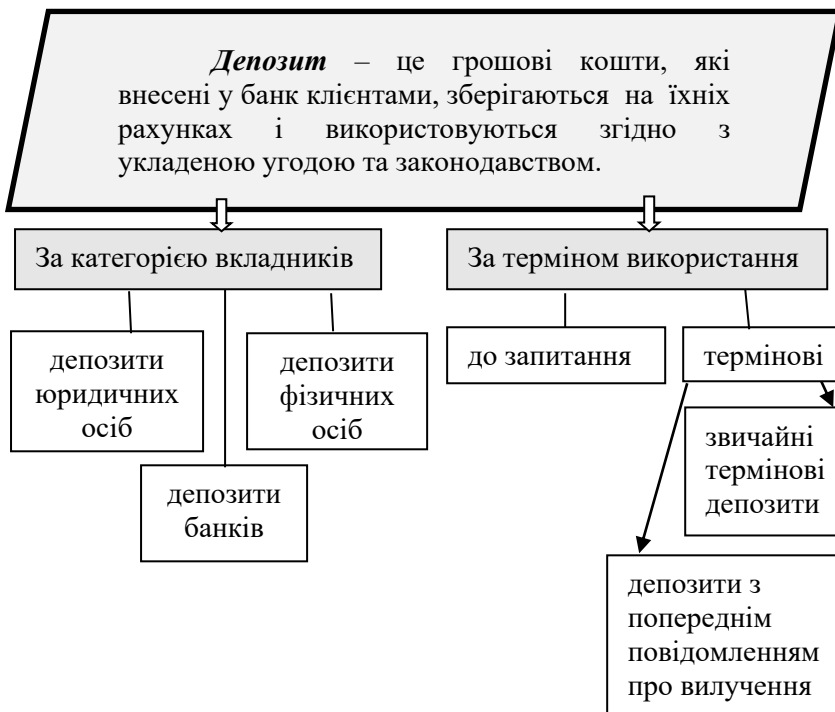 Депозит – це грошові кошти, які
внесені у банк клієнтами, зберігаються на їхніх
рахунках і використовуються згідно з
укладеною угодою та законодавством.
За категорією вкладників
За терміном використання
депозити
юридичних
осіб
депозити
фізичних
осіб
до запитання
термінові
депозити
банків
звичайні
термінові
депозити
депозити з
попереднім
повідомленням
про вилучення